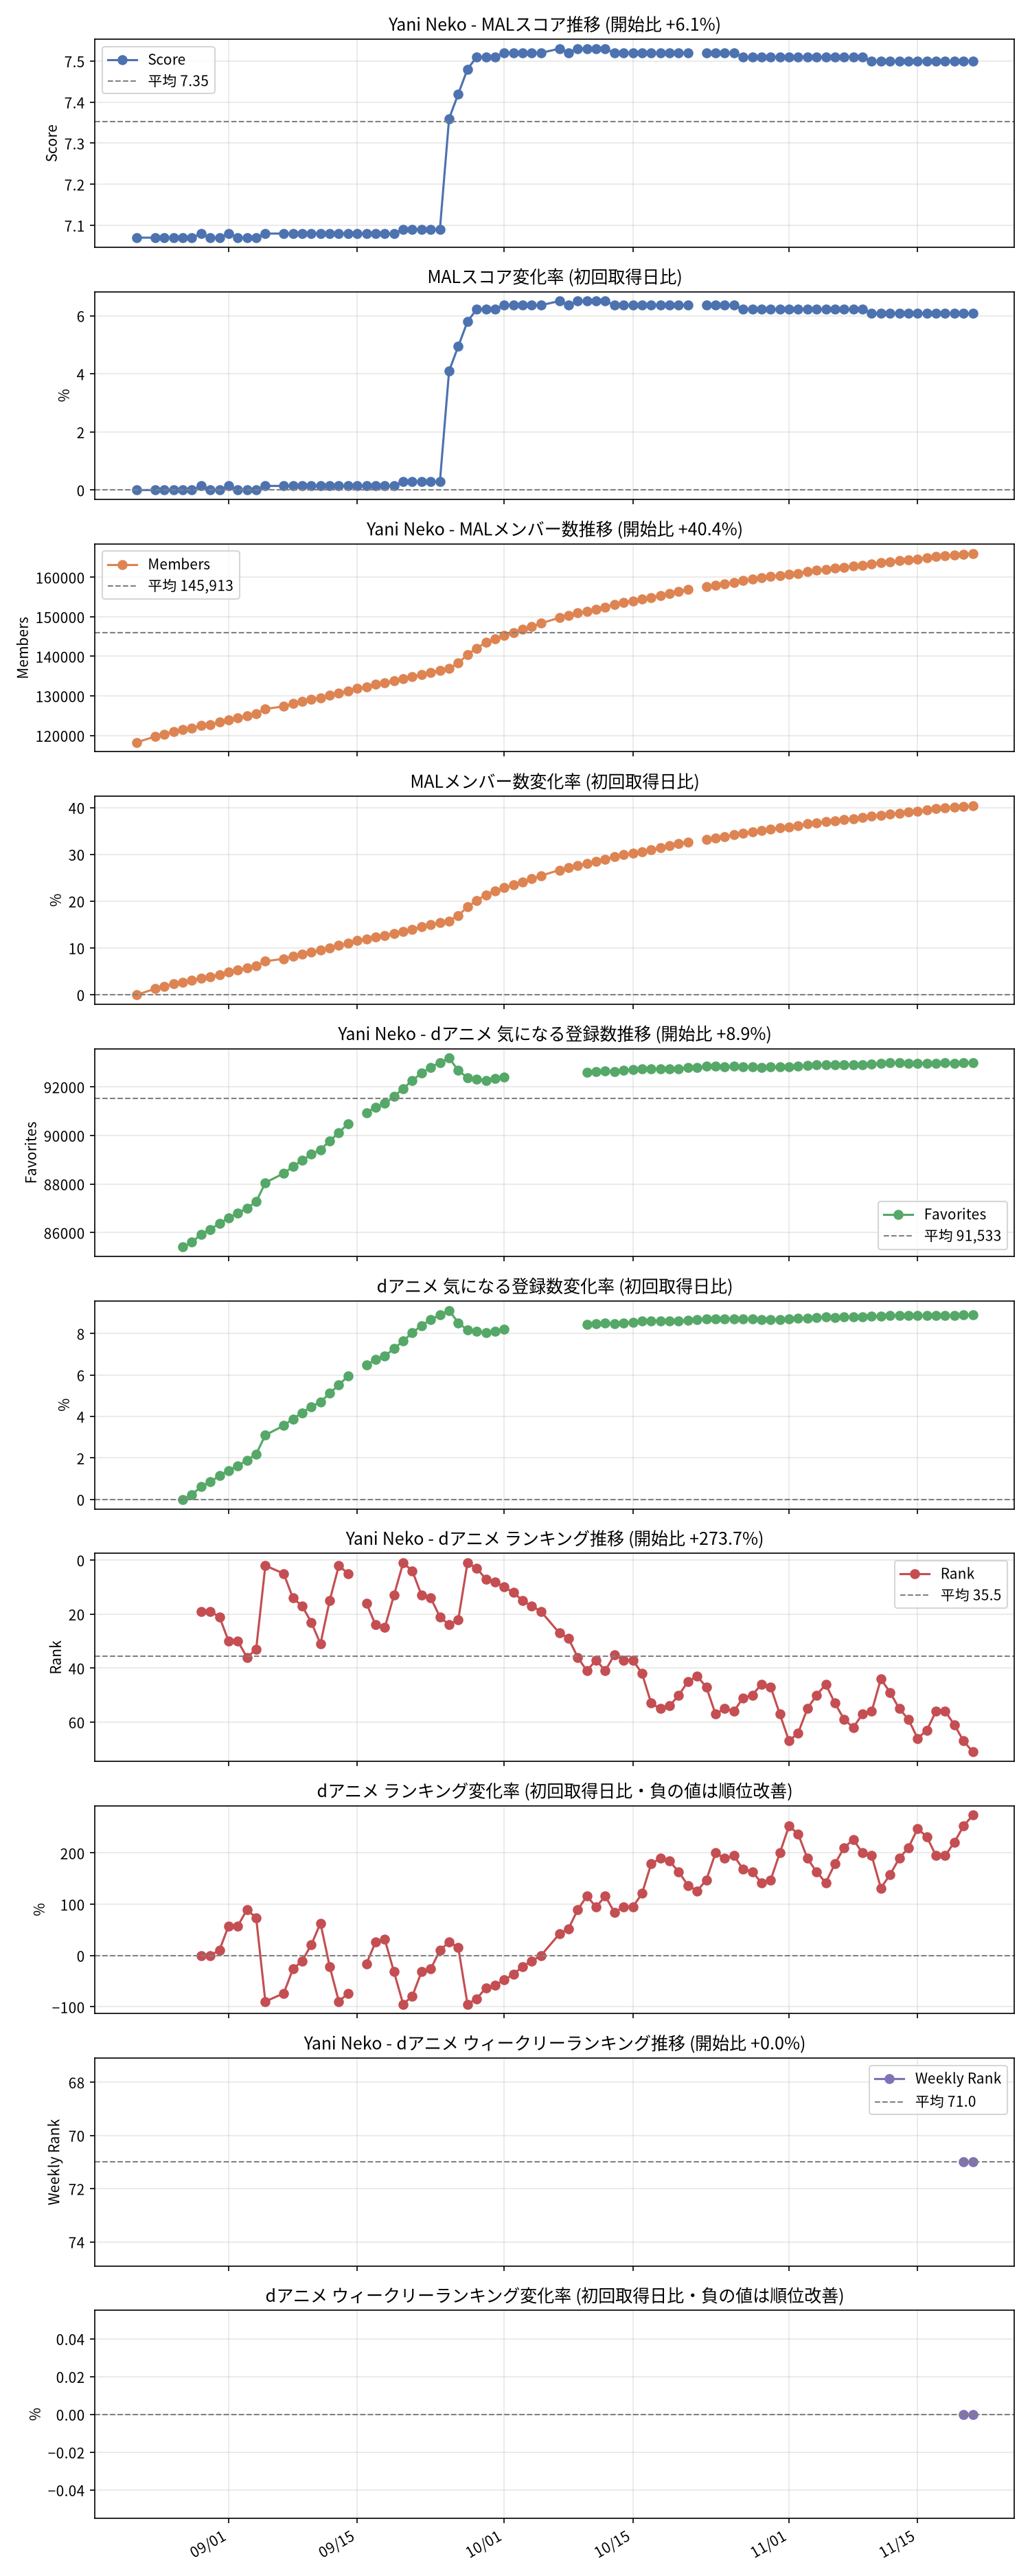 Yani Neko - MALスコア推移 (開始比 +6.1%)
Score
平均 7.35
Score
7.5
7.4
7.3
7.2
7.1
MALスコア変化率 (初回取得日比)
%
6
4
2
0
Yani Neko - MALメンバー数推移 (開始比 +40.4%)
Members
平均 145,913
Members
160000
150000
140000
130000
120000
MALメンバー数変化率 (初回取得日比)
%
40
30
20
10
0
Yani Neko - dアニメ 気になる登録数推移 (開始比 +8.9%)
Favorites
92000
90000
88000
86000
Favorites
平均 91,533
dアニメ 気になる登録数変化率 (初回取得日比)
%
8
6
4
2
0
Yani Neko - dアニメ ランキング推移 (開始比 +273.7%)
Rank
平均 35.5
Rank
0
20
40
60
dアニメ ランキング変化率 (初回取得日比・負の値は順位改善)
%
200
100
0
−100
Yani Neko - dアニメ ウィークリーランキング推移 (開始比 +0.0%)
Weekly Rank
平均 71.0
Weekly Rank
68
70
72
74
dアニメ ウィークリーランキング変化率 (初回取得日比・負の値は順位改善)
%
0.04
0.02
0.00
−0.02
−0.04
09/01
09/15
10/01
10/15
11/01
11/15